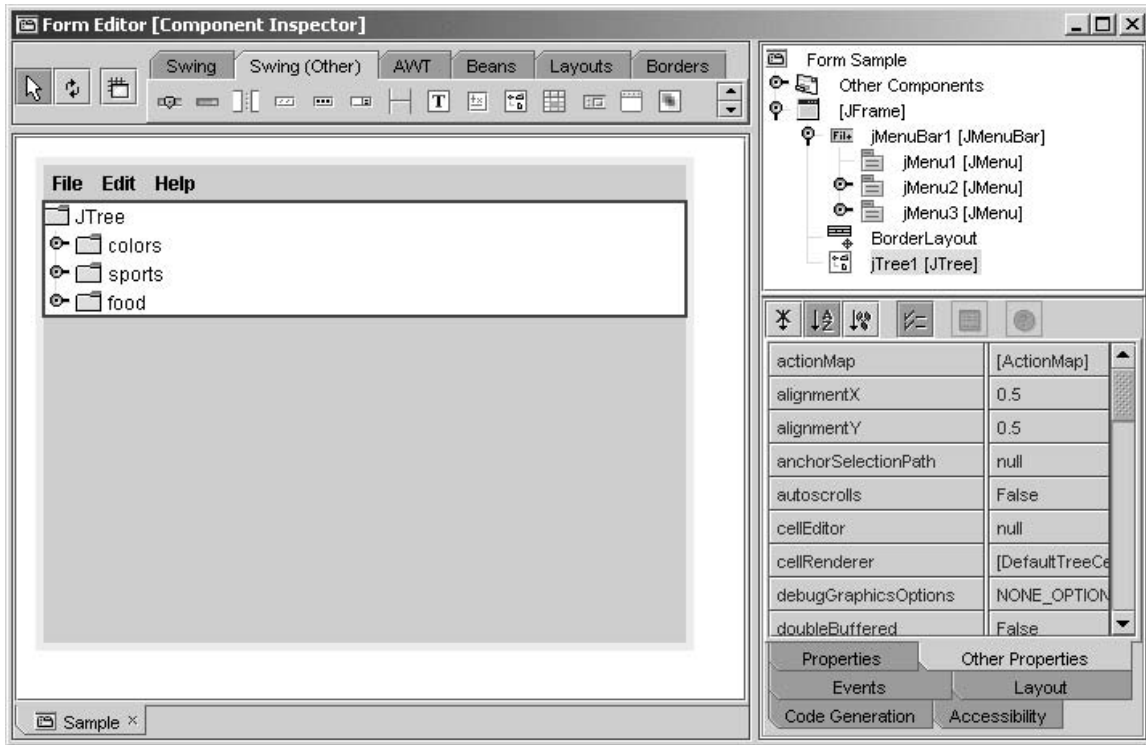 Form Editor [Component Inspector]
Swing Swing (Other) AWT Beans Layouts Borders
File Edit Help
JTree
colors
sports
food
Sample
Form Sample
Other Components
[JFrame]
jMenuBar1 [JMenuBar]
jMenu1 [JMenu]
jMenu2 [JMenu]
jMenu3 [JMenu]
BorderLayout
jTree1 [JTree]
actionMap [ActionMap]
alignmentX 0.5
alignmentY 0.5
anchorSelectionPath null
autoscrolls False
cellEditor null
cellRenderer [DefaultTreeCe
debugGraphicsOptions NONE_OPTION
doubleBuffered False
Properties Other Properties
Events Layout
Code Generation Accessibility